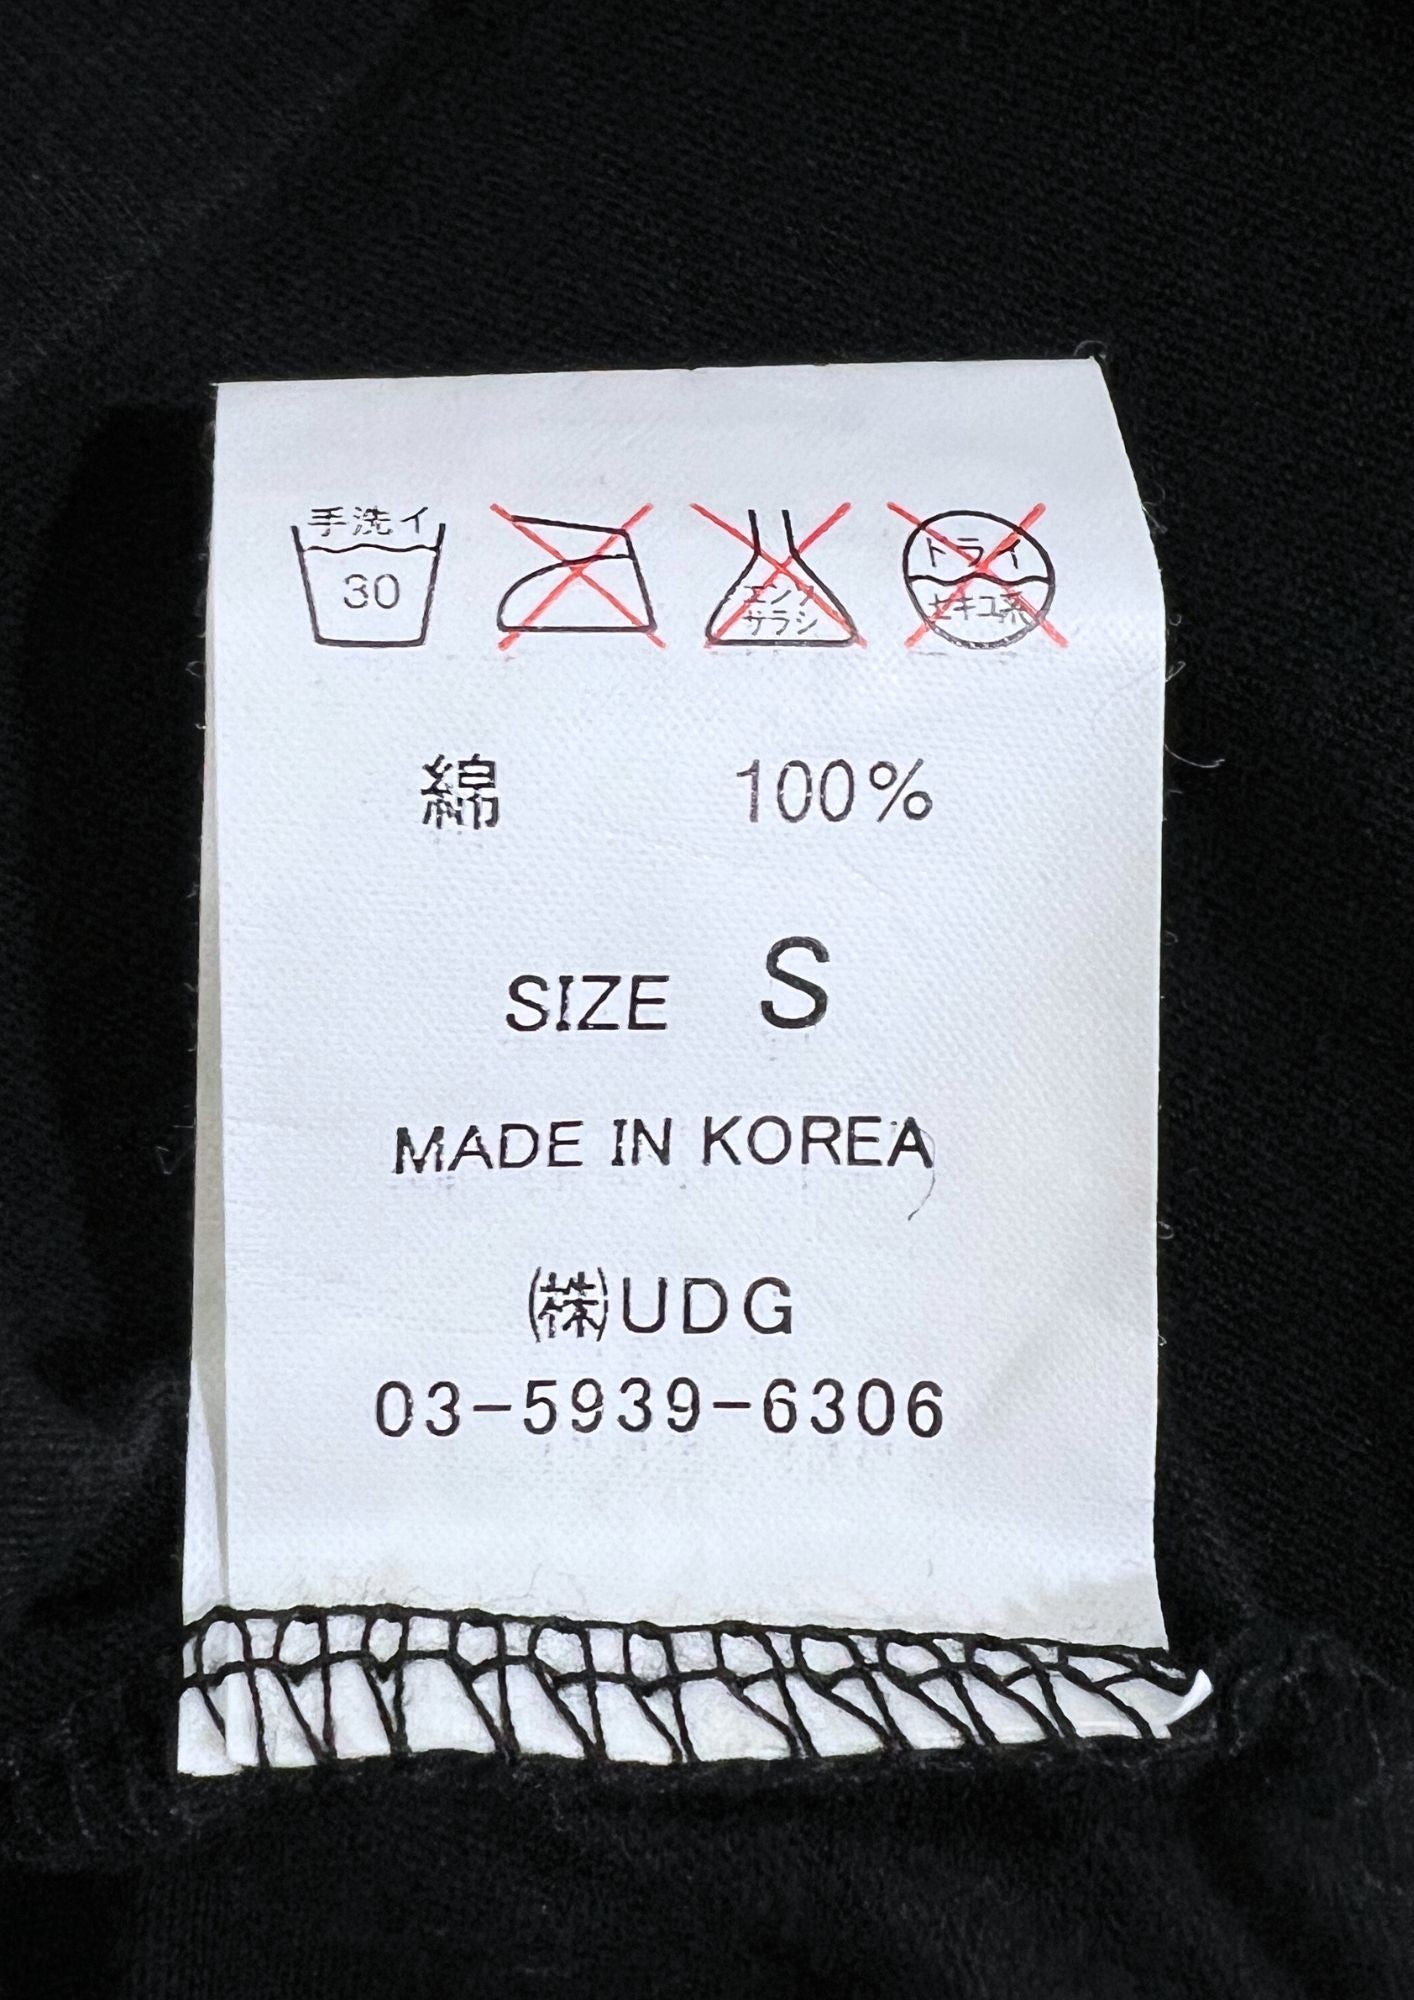 手洗イ
30
エンソ
サラシ
ドライ
セキユ系
綿 100%
SIZE S
MADE IN KOREA
㈱UDG
03-5939-6306